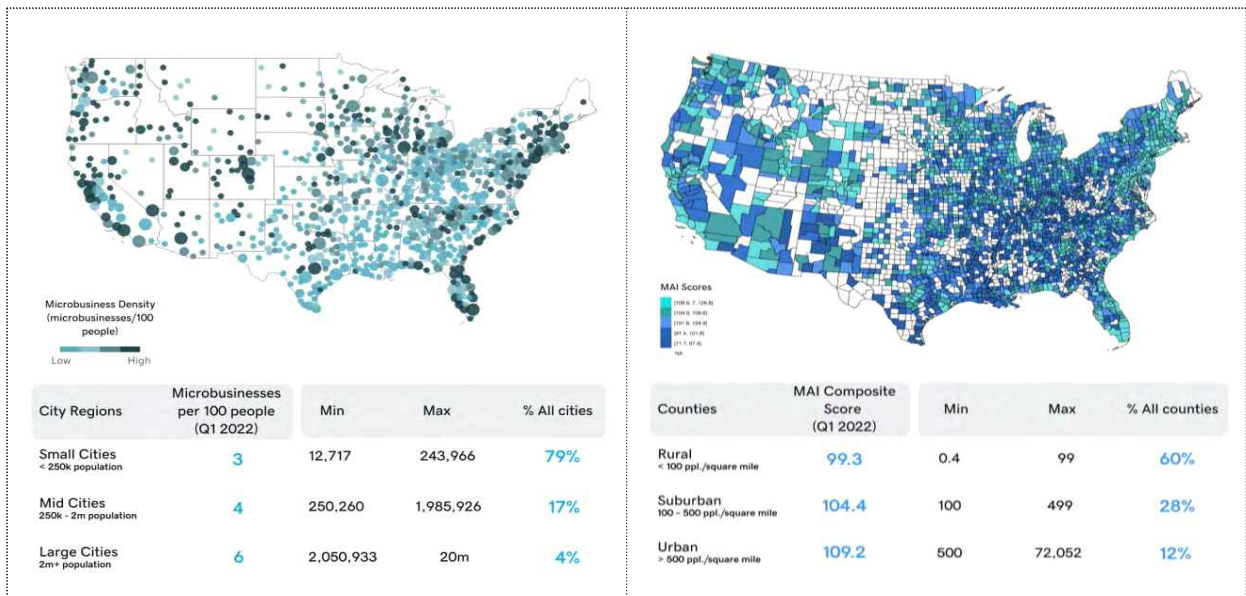 Microbusiness Density
(microbusinesses/100
people)
Low High
City Regions
Microbusinesses
per 100 people
(Q1 2022)
Min
Max
% All cities
Small Cities
< 250k population
3
12,717
243,966
79%
Mid Cities
250k - 2m population
4
250,260
1,985,926
17%
Large Cities
2m+ population
6
2,050,933
20m
4%
MAI Scores
NA
Counties
MAI Composite
Score
(Q1 2022)
Min
Max
% All counties
Rural
< 100 ppl./square mile
99.3
0.4
99
60%
Suburban
100 – 500 ppl./square mile
104.4
100
499
28%
Urban
> 500 ppl./square mile
109.2
500
72,052
12%